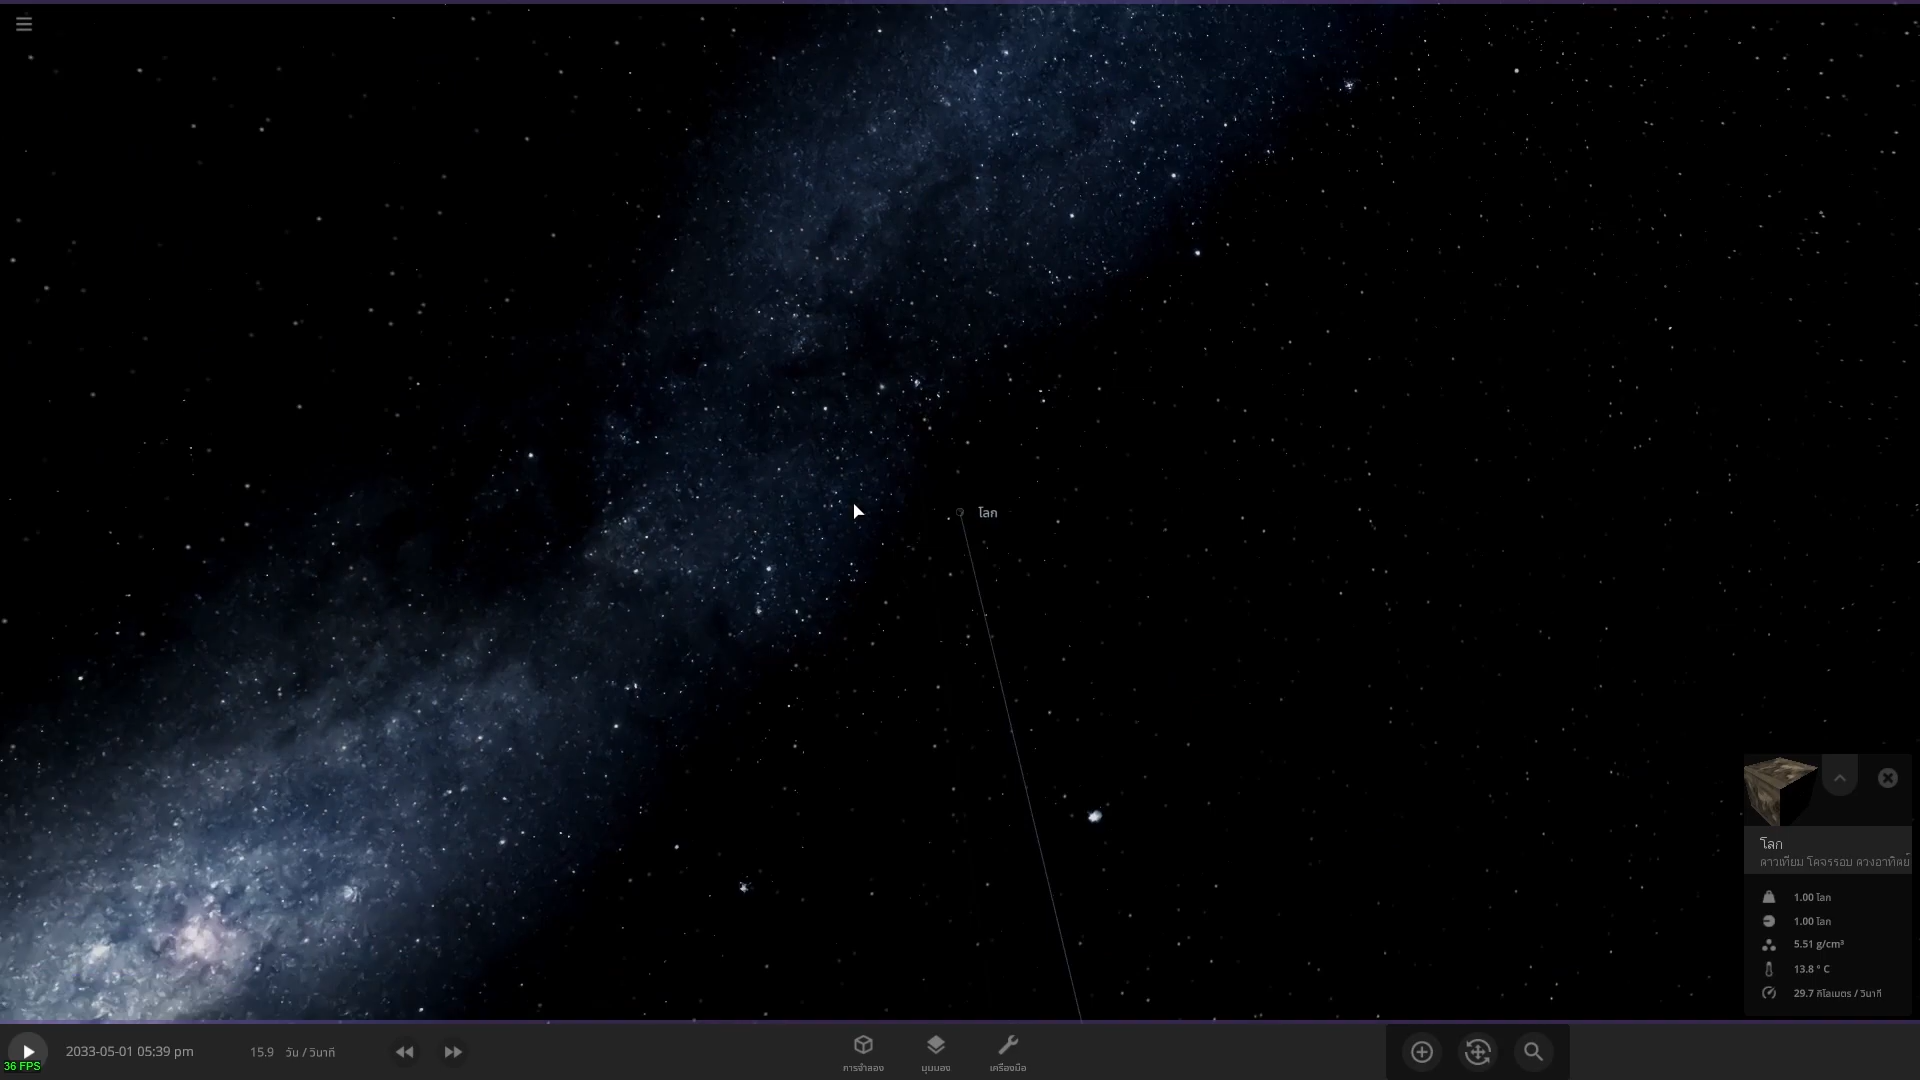 โลก
โลก
ดาวเทียม โคจรรอบ ดวงอาทิตย์
1.00 โลก
1.00 โลก
5.51 g/cm³
13.8 ° C
29.7 กิโลเมตร / วินาที
2033-05-01 05:39 pm
15.9 วัน / วินาที
การจำลอง
มุมมอง
เครื่องมือ
36 FPS